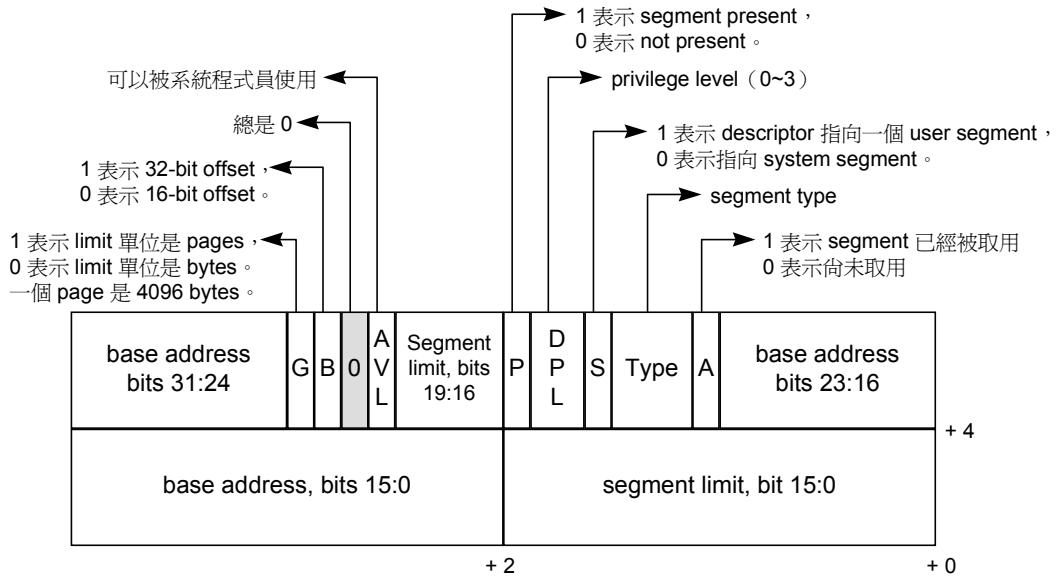 1 表示 segment present，
0 表示 not present。
可以被系統程式員使用
privilege level（0~3）
總是 0
1 表示 descriptor 指向一個 user segment，
0 表示指向 system segment。
1 表示 32-bit offset，
0 表示 16-bit offset。
segment type
1 表示 limit 單位是 pages，
0 表示 limit 單位是 bytes。
一個 page 是 4096 bytes。
1 表示 segment 已經被取用
0 表示尚未取用
base address
bits 31:24
G
B
0
A
V
L
Segment
limit, bits
19:16
P
D
P
L
S
Type
A
base address
bits 23:16
+ 4
base address, bits 15:0
segment limit, bit 15:0
+ 2
+ 0